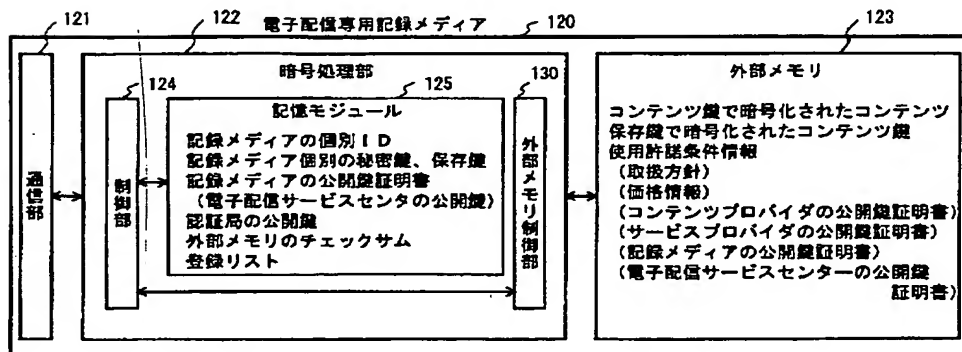 電子配信専用記録メディア
120
121
122
123
通信部
暗号処理部
124
125
130
制御部
記憶モジュール
記録メディアの個別ID
記録メディア個別の秘密鍵、保存鍵
記録メディアの公開鍵証明書
(電子配信サービスセンタの公開鍵)
認証局の公開鍵
外部メモリのチェックサム
登録リスト
外部メモリ制御部
外部メモリ
コンテンツ鍵で暗号化されたコンテンツ
保存鍵で暗号化されたコンテンツ鍵
使用許諾条件情報
(取扱方針)
(価格情報)
(コンテンツプロバイダの公開鍵証明書)
(サービスプロバイダの公開鍵証明書)
(記録メディアの公開鍵証明書)
(電子配信サービスセンターの公開鍵
証明書)